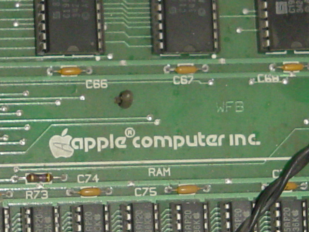 C66 C67 C68
WFB
apple® computer inc.
RAM
R73 C74 C75